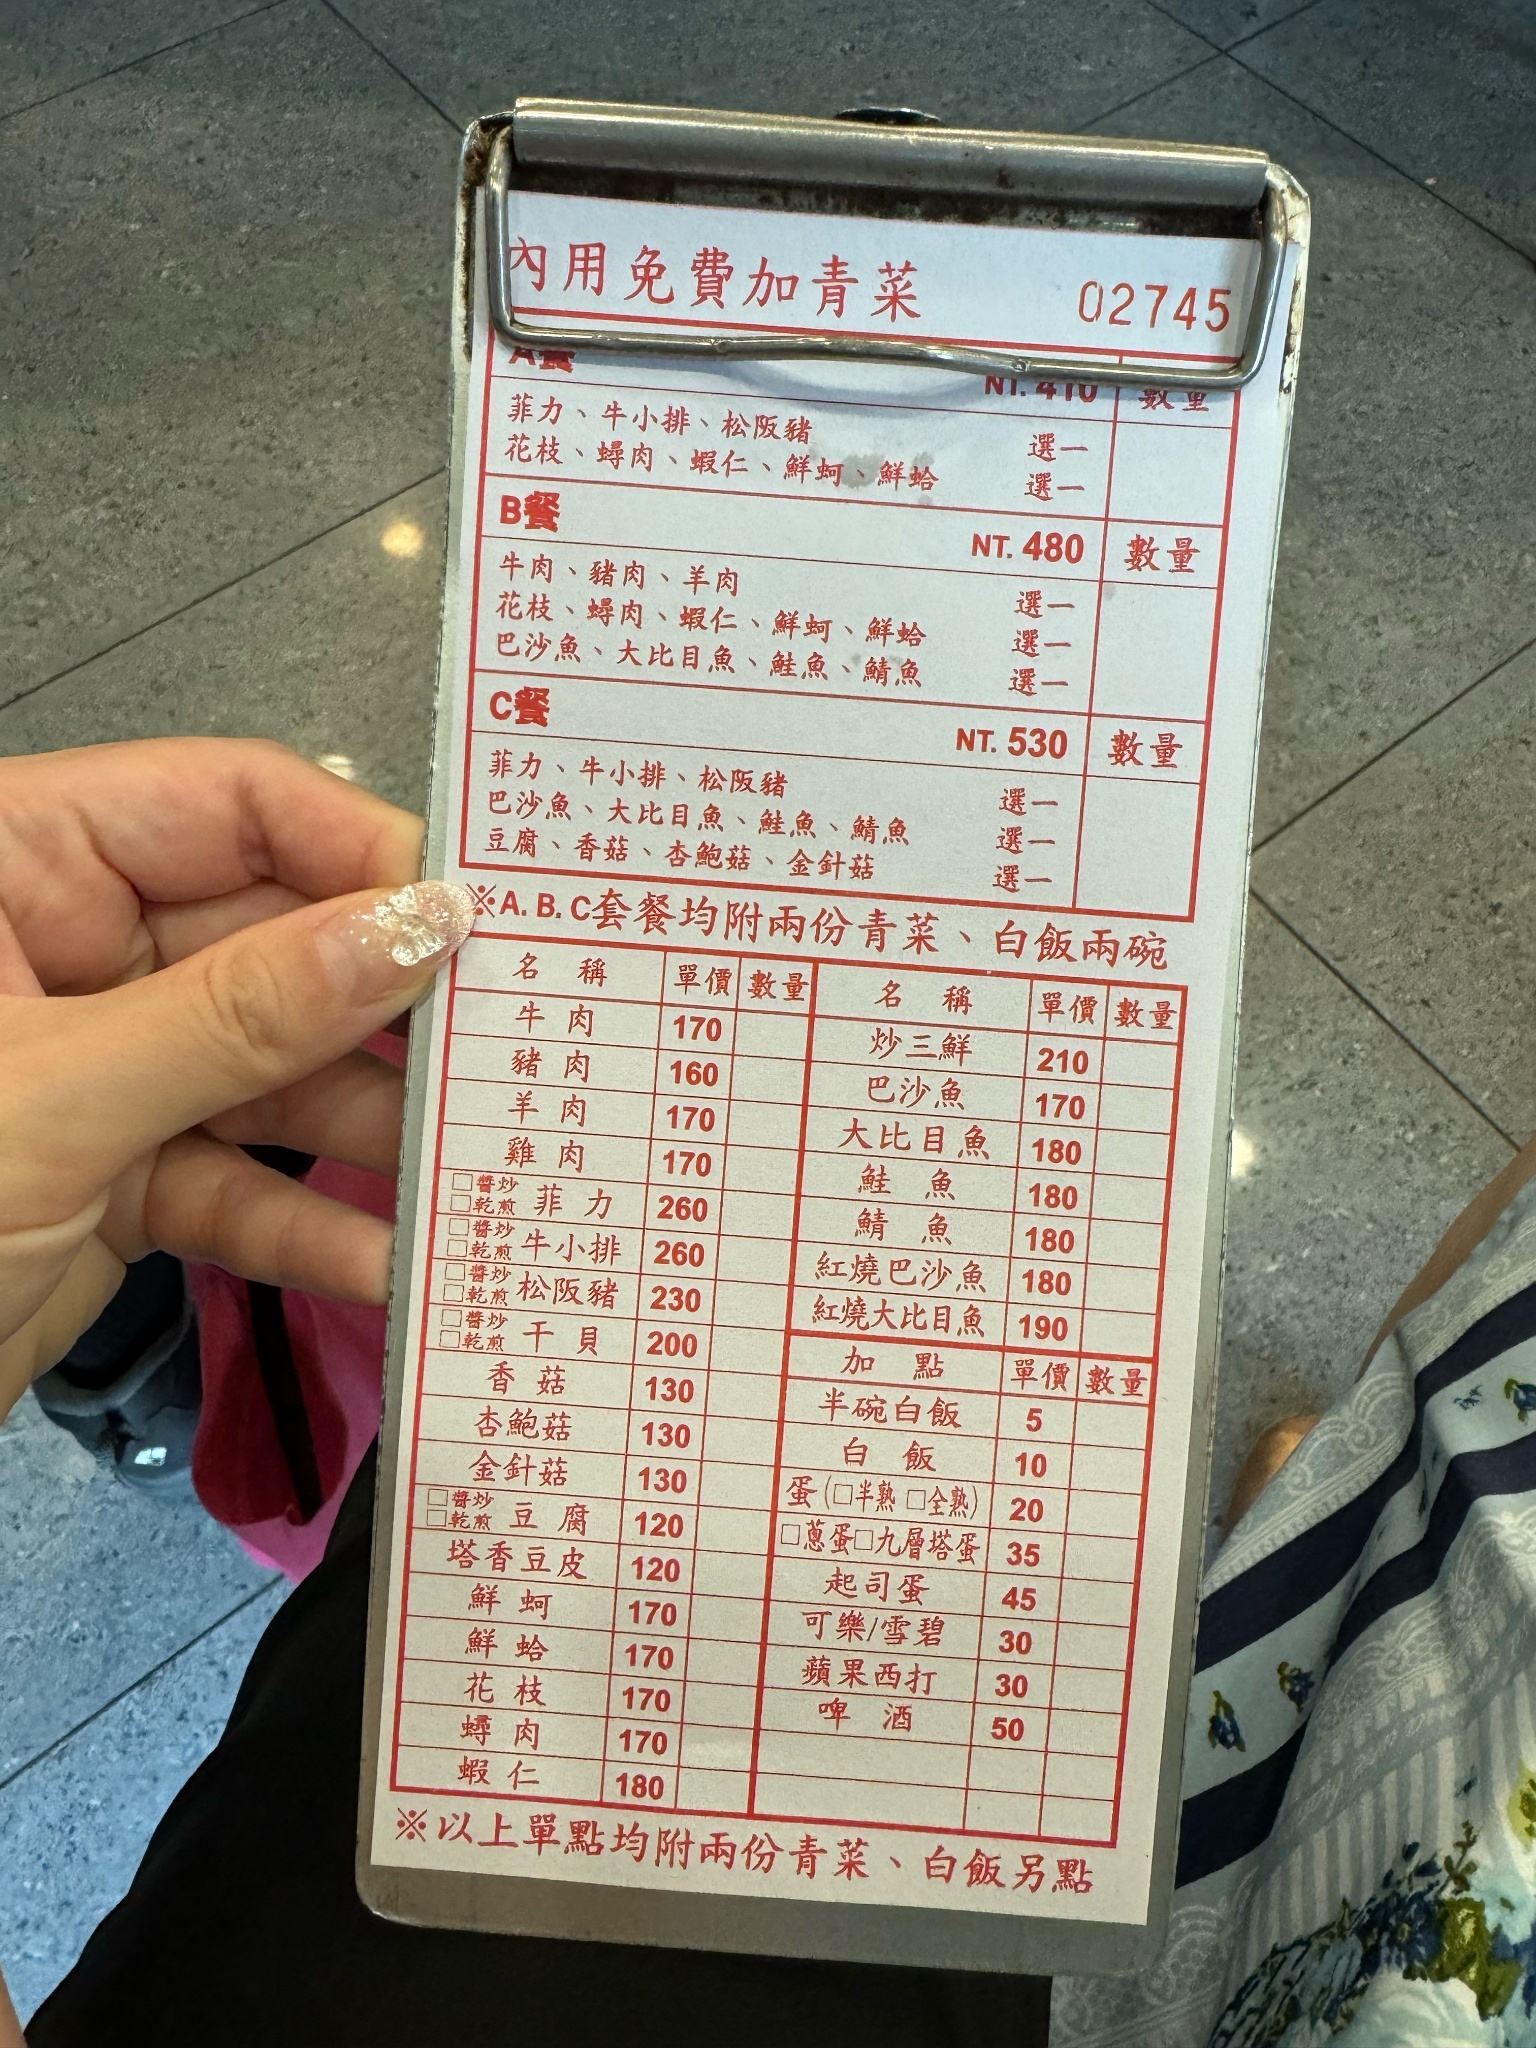 內用免費加青菜 02745
A餐 NT. 410 數量
菲力、牛小排、松阪豬 選一
花枝、蟳肉、蝦仁、鮮蚵、鮮蛤 選一
B餐 NT. 480 數量
牛肉、豬肉、羊肉 選一
花枝、蟳肉、蝦仁、鮮蚵、鮮蛤 選一
巴沙魚、大比目魚、鮭魚、鯖魚 選一
C餐 NT. 530 數量
菲力、牛小排、松阪豬 選一
巴沙魚、大比目魚、鮭魚、鯖魚 選一
豆腐、香菇、杏鮑菇、金針菇 選一
※A. B. C套餐均附兩份青菜、白飯兩碗
名稱 單價 數量
牛肉 170
豬肉 160
羊肉 170
雞肉 170
□醬炒 □乾煎 菲力 260
□醬炒 □乾煎 牛小排 260
□醬炒 □乾煎 松阪豬 230
□醬炒 □乾煎 干貝 200
香菇 130
杏鮑菇 130
金針菇 130
□醬炒 □乾煎 豆腐 120
塔香豆皮 120
鮮蚵 170
鮮蛤 170
花枝 170
蟳肉 170
蝦仁 180
名稱 單價 數量
炒三鮮 210
巴沙魚 170
大比目魚 180
鮭魚 180
鯖魚 180
紅燒巴沙魚 180
紅燒大比目魚 190
加點 單價 數量
半碗白飯 5
白飯 10
蛋(□半熟 □全熟) 20
□蔥蛋□九層塔蛋 35
起司蛋 45
可樂/雪碧 30
蘋果西打 30
啤酒 50
※以上單點均附兩份青菜、白飯另點